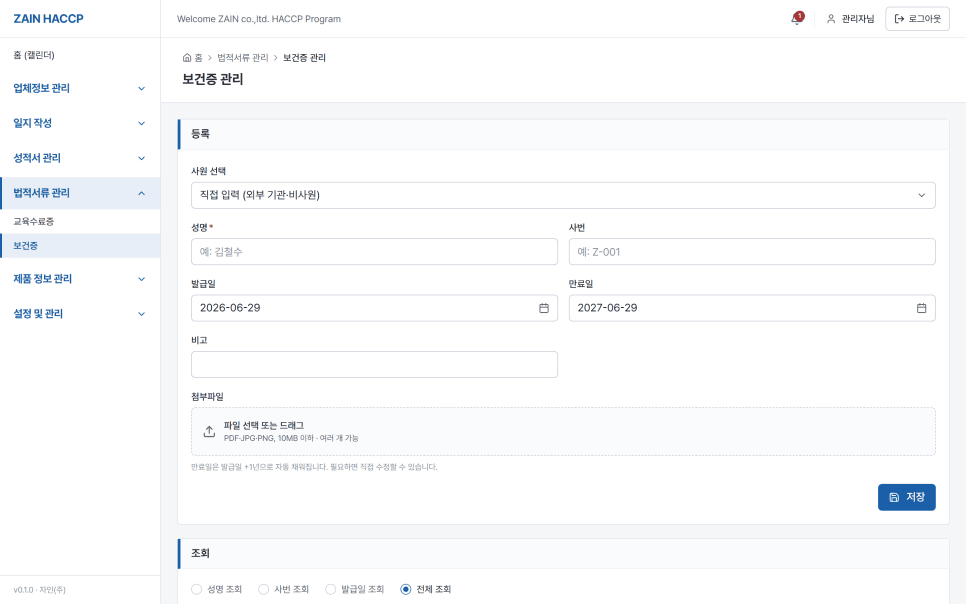 ZAIN HACCP
Welcome ZAIN co.,ltd. HACCP Program
1
관리자님
로그아웃
홈 (캘린더)
업체정보 관리
일지 작성
성적서 관리
법적서류 관리
교육수료증
보건증
제품 정보 관리
설정 및 관리
v0.1.0 · 자인(주)
홈 > 법적서류 관리 > 보건증 관리
보건증 관리
등록
사원 선택
직접 입력 (외부 기관·비사원)
성명 *
예: 김철수
사번
예: Z-001
발급일
2026-06-29
만료일
2027-06-29
비고
첨부파일
파일 선택 또는 드래그
PDF·JPG·PNG, 10MB 이하 · 여러 개 가능
만료일은 발급일 +1년으로 자동 채워집니다. 필요하면 직접 수정할 수 있습니다.
저장
조회
성명 조회 사번 조회 발급일 조회 전체 조회